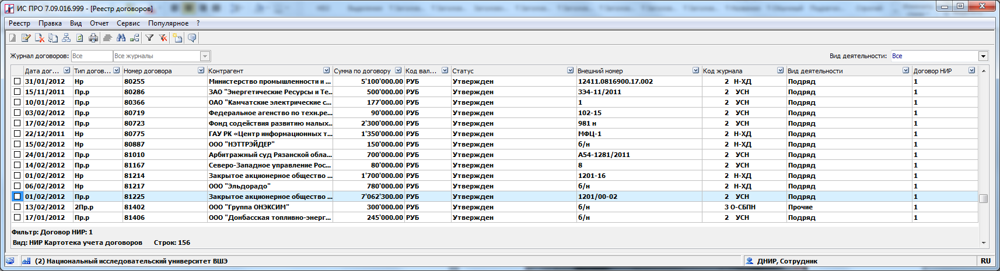 ИС ПРО 7.09.016.999 - [Реестр договоров]
Реестр Правка Вид Отчет Сервис Популярное ?
Журнал договоров: Все Все журналы Вид деятельности: Все
Дата дог... Тип догов... Номер договора Контрагент Сумма по договору Код вал... Статус Внешний номер Код журнала Вид деятельности Договор НИР
31/01/2012 Нр 80255 Министерство промышленности и ... 5'100'000.00 РУБ Утвержден 12411.0816900.17.002 2 Н-ХД Подряд 1
15/11/2011 Пр.р 80286 ЗАО "Энергетические Ресурсы и Те... 500'000.00 РУБ Утвержден ЗЭ4-11/2011 2 УСН Подряд 1
10/01/2012 Пр.р 80366 ОАО "Камчатские электрические с... 177'000.00 РУБ Утвержден 1 2 УСН Подряд 1
03/02/2012 Пр.р 80719 Федеральное агенство по техн.ре... 90'000.00 РУБ Утвержден 102-15 2 УСН Подряд 1
17/02/2012 Пр.р 80723 Фонд содействия развитию малых... 2'300'000.00 РУБ Утвержден 981 н 2 УСН Подряд 1
22/12/2011 Нр 80775 ГАУ РК «Центр информационных т... 1'350'000.00 РУБ Утвержден МФЦ-1 2 Н-ХД Подряд 1
15/02/2012 Нр 80887 ООО "НЭТТРЭЙДЕР" 150'000.00 РУБ Утвержден б/н 2 Н-ХД Подряд 1
24/01/2012 Пр.р 81010 Арбитражный суд Рязанской обла... 700'000.00 РУБ Утвержден А54-1281/2011 2 УСН Подряд 1
14/02/2012 Пр.р 81167 Северо-Западное управление Рос... 80'000.00 РУБ Утвержден 8 2 УСН Подряд 1
01/02/2012 Нр 81214 Закрытое акционерное общество ... 1'700'000.00 РУБ Утвержден 1201-16 2 Н-ХД Подряд 1
06/02/2012 Нр 81217 ООО "Эльдорадо" 780'000.00 РУБ Утвержден б/н 2 Н-ХД Подряд 1
01/02/2012 Пр.р 81225 Закрытое акционерное общество ... 7'062'300.00 РУБ Утвержден 1201/00-02 2 УСН Подряд 1
13/02/2012 2Пр.р 81402 ООО "Группа ОНЭКСИМ" 300'000.00 РУБ Утвержден б/н 3 О-СБПН Прочие 1
17/01/2012 Пр.р 81406 ООО "Донбасская топливно-энерг... 245'000.00 РУБ Утвержден б/н 2 УСН Подряд 1
Фильтр: Договор НИР: 1
Вид: НИР Картотека учета договоров Строк: 156
(2) Национальный исследовательский университет ВШЭ ДНИР, Сотрудник RU